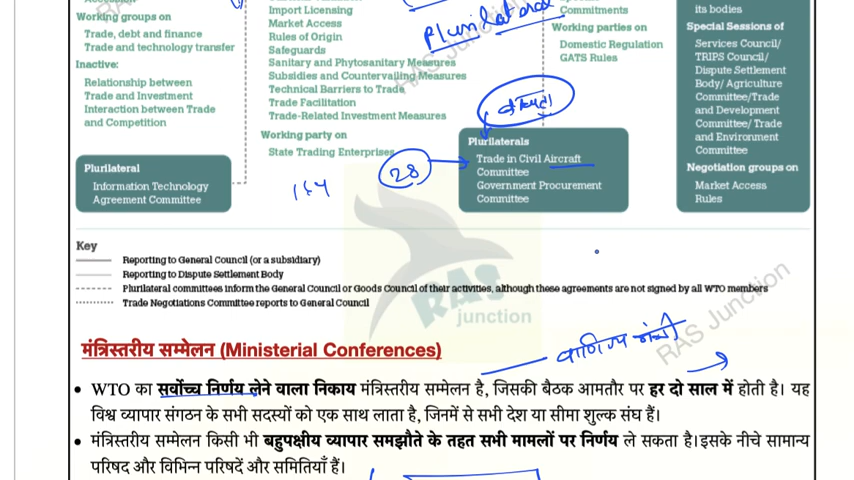 Working groups on
Trade, debt and finance
Trade and technology transfer
Inactive:
Relationship between
Trade and Investment
Interaction between Trade
and Competition
Plurilateral
Information Technology
Agreement Committee
Import Licensing
Market Access
Rules of Origin
Safeguards
Sanitary and Phytosanitary Measures
Subsidies and Countervailing Measures
Technical Barriers to Trade
Trade Facilitation
Trade-Related Investment Measures
Working party on
State Trading Enterprises
Plurilateral
28
164
Commitments
Working parties on
Domestic Regulation
GATS Rules
Plurilaterals
Trade in Civil Aircraft
Committee
Government Procurement
Committee
its bodies
Special Sessions of
Services Council/
TRIPS Council/
Dispute Settlement
Body/ Agriculture
Committee/Trade
and Development
Committee/ Trade
and Environment
Committee
Negotiation groups on
Market Access
Rules
Key
Reporting to General Council (or a subsidiary)
Reporting to Dispute Settlement Body
Plurilateral committees inform the General Council or Goods Council of their activities, although these agreements are not signed by all WTO members
Trade Negotiations Committee reports to General Council
RAS
junction
RAS Junction
मंत्रिस्तरीय सम्मेलन (Ministerial Conferences)
वाणिज्य मंत्री
• WTO का सर्वोच्च निर्णय लेने वाला निकाय मंत्रिस्तरीय सम्मेलन है, जिसकी बैठक आमतौर पर हर दो साल में होती है। यह
विश्व व्यापार संगठन के सभी सदस्यों को एक साथ लाता है, जिनमें से सभी देश या सीमा शुल्क संघ हैं।
• मंत्रिस्तरीय सम्मेलन किसी भी बहुपक्षीय व्यापार समझौते के तहत सभी मामलों पर निर्णय ले सकता है।इसके नीचे सामान्य
परिषद और विभिन्न परिषदें और समितियाँ हैं।